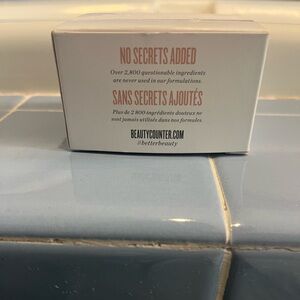 NO SECRETS ADDED
Over 2,800 questionable ingredients
are never used in our formulations.
SANS SECRETS AJOUTÉS
Plus de 2 800 ingrédients douteux ne
sont jamais utilisés dans nos formules.
BEAUTYCOUNTER.COM
@betterbeauty